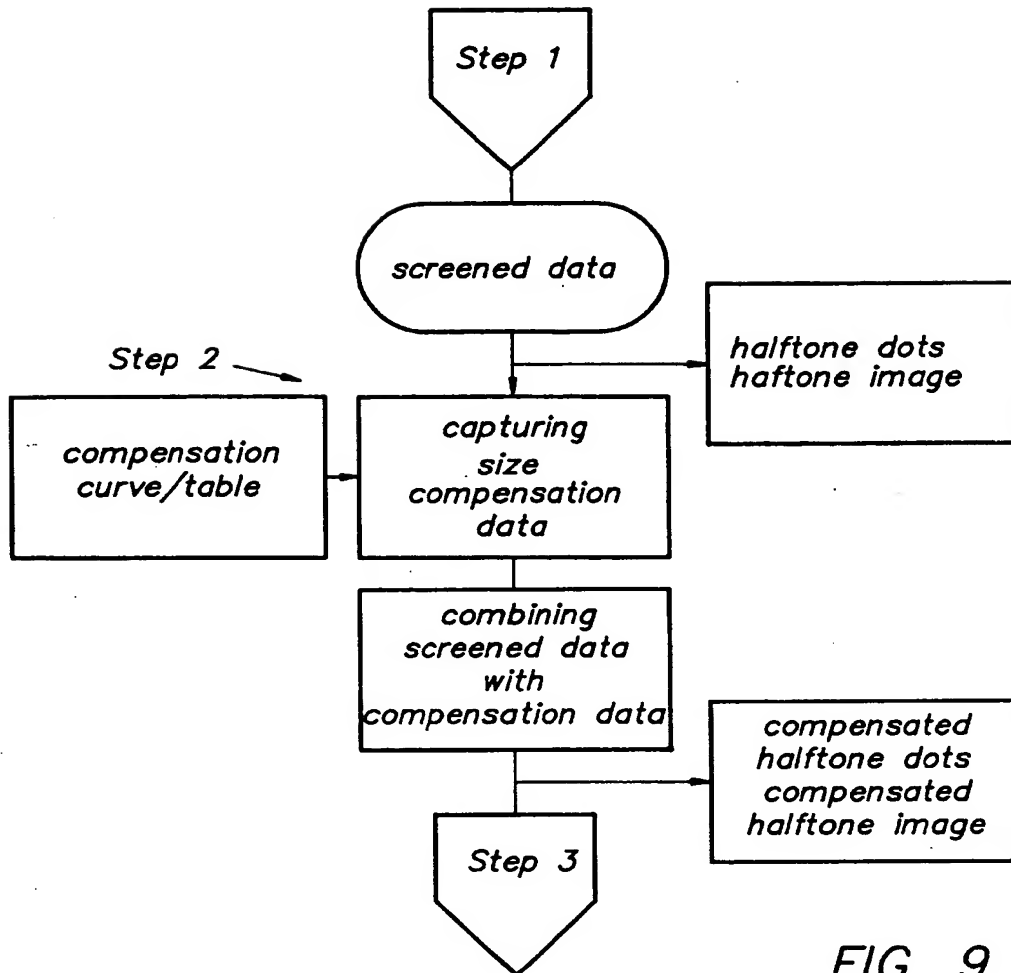 Step 1
screened data
halftone dots
haftone image
Step 2
compensation
curve/table
capturing
size
compensation
data
combining
screened data
with
compensation data
compensated
halftone dots
compensated
halftone image
Step 3
FIG. 9